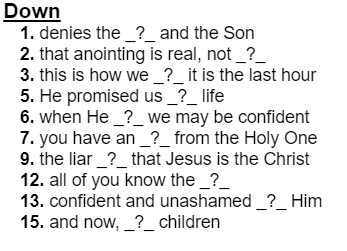 Down
1. denies the _?_ and the Son
2. that anointing is real, not _?_
3. this is how we _?_ it is the last hour
5. He promised us _?_ life
6. when He _?_ we may be confident
7. you have an _?_ from the Holy One
9. the liar _?_ that Jesus is the Christ
12. all of you know the _?_
13. confident and unashamed _?_ Him
15. and now, _?_ children